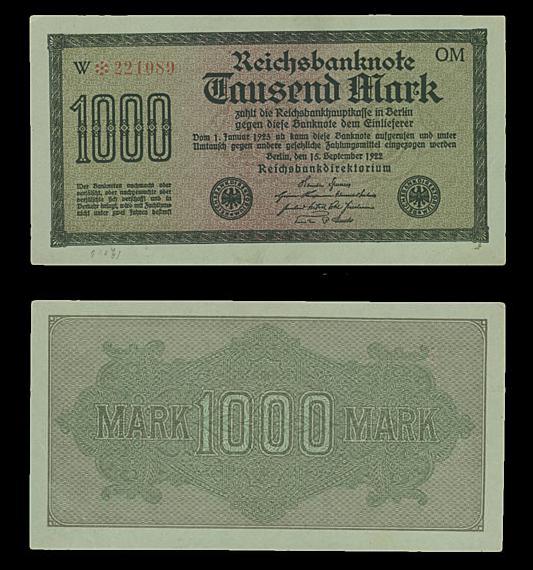 W ✻ 221089
Reichsbanknote
OM
Tausend Mark
1000
zahlt die Reichsbankhauptkasse in Berlin
gegen diese Banknote dem Einlieferer
Vom 1. Januar 1923 ab kann diese Banknote aufgerufen und unter
Umtausch gegen andere gesetzliche Zahlungsmittel eingezogen werden
Berlin, den 15. September 1922
Reichsbankdirektorium
Wer Banknoten nachmacht oder
verfälscht, oder nachgemachte oder
verfälschte sich verschafft und in
Verkehr bringt, wird mit Zuchthaus
nicht unter zwei Jahren bestraft
MARK 1000 MARK